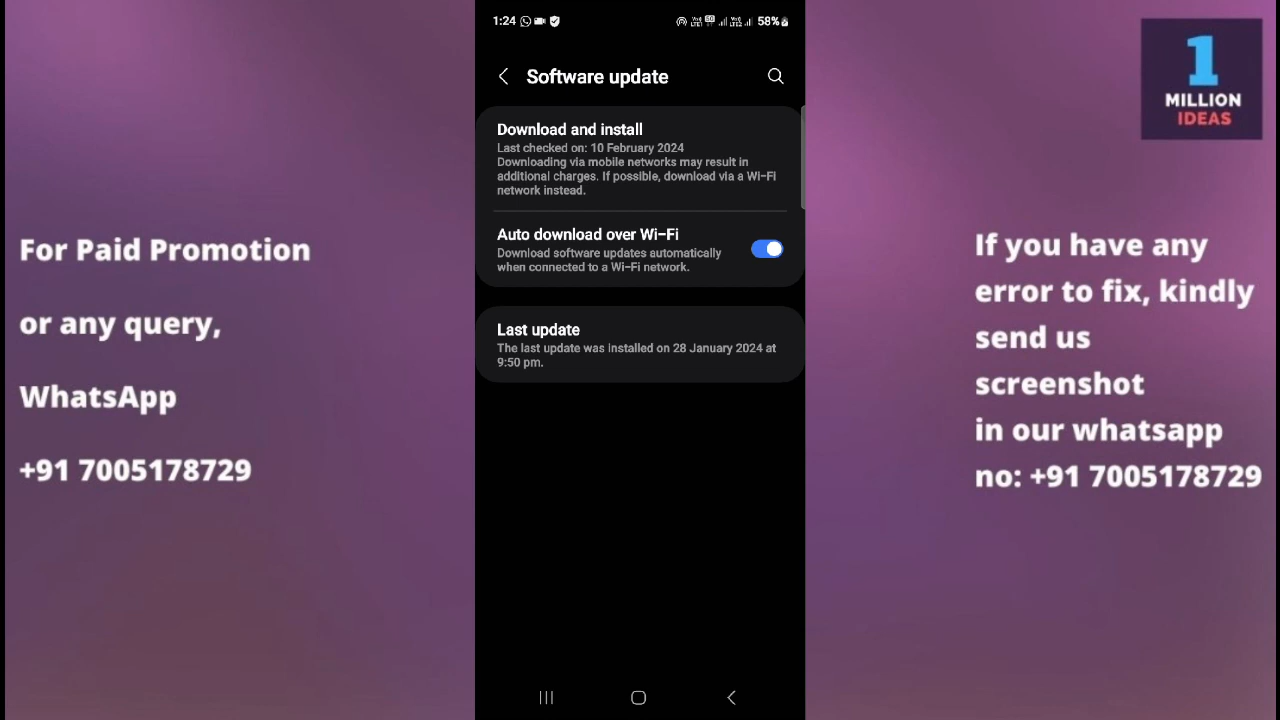 For Paid Promotion
or any query,
WhatsApp
+91 7005178729
1:24
58%
Software update
Download and install
Last checked on: 10 February 2024
Downloading via mobile networks may result in
additional charges. If possible, download via a Wi-Fi
network instead.
Auto download over Wi-Fi
Download software updates automatically
when connected to a Wi-Fi network.
Last update
The last update was installed on 28 January 2024 at
9:50 pm.
1
MILLION
IDEAS
If you have any
error to fix, kindly
send us
screenshot
in our whatsapp
no: +91 7005178729